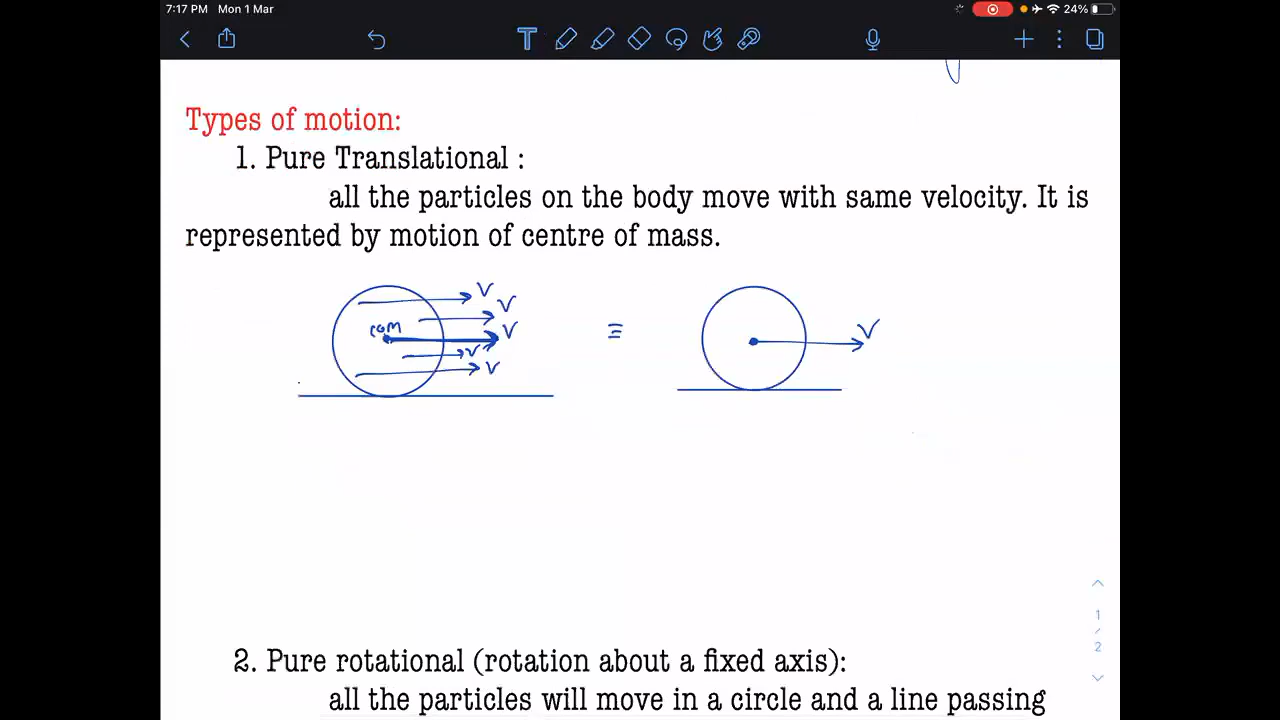 7:17 PM Mon 1 Mar 24%
Types of motion:
1. Pure Translational :
all the particles on the body move with same velocity. It is
represented by motion of centre of mass.
V
V
com V V
V
V
≡
1
/
2
2. Pure rotational (rotation about a fixed axis):
all the particles will move in a circle and a line passing